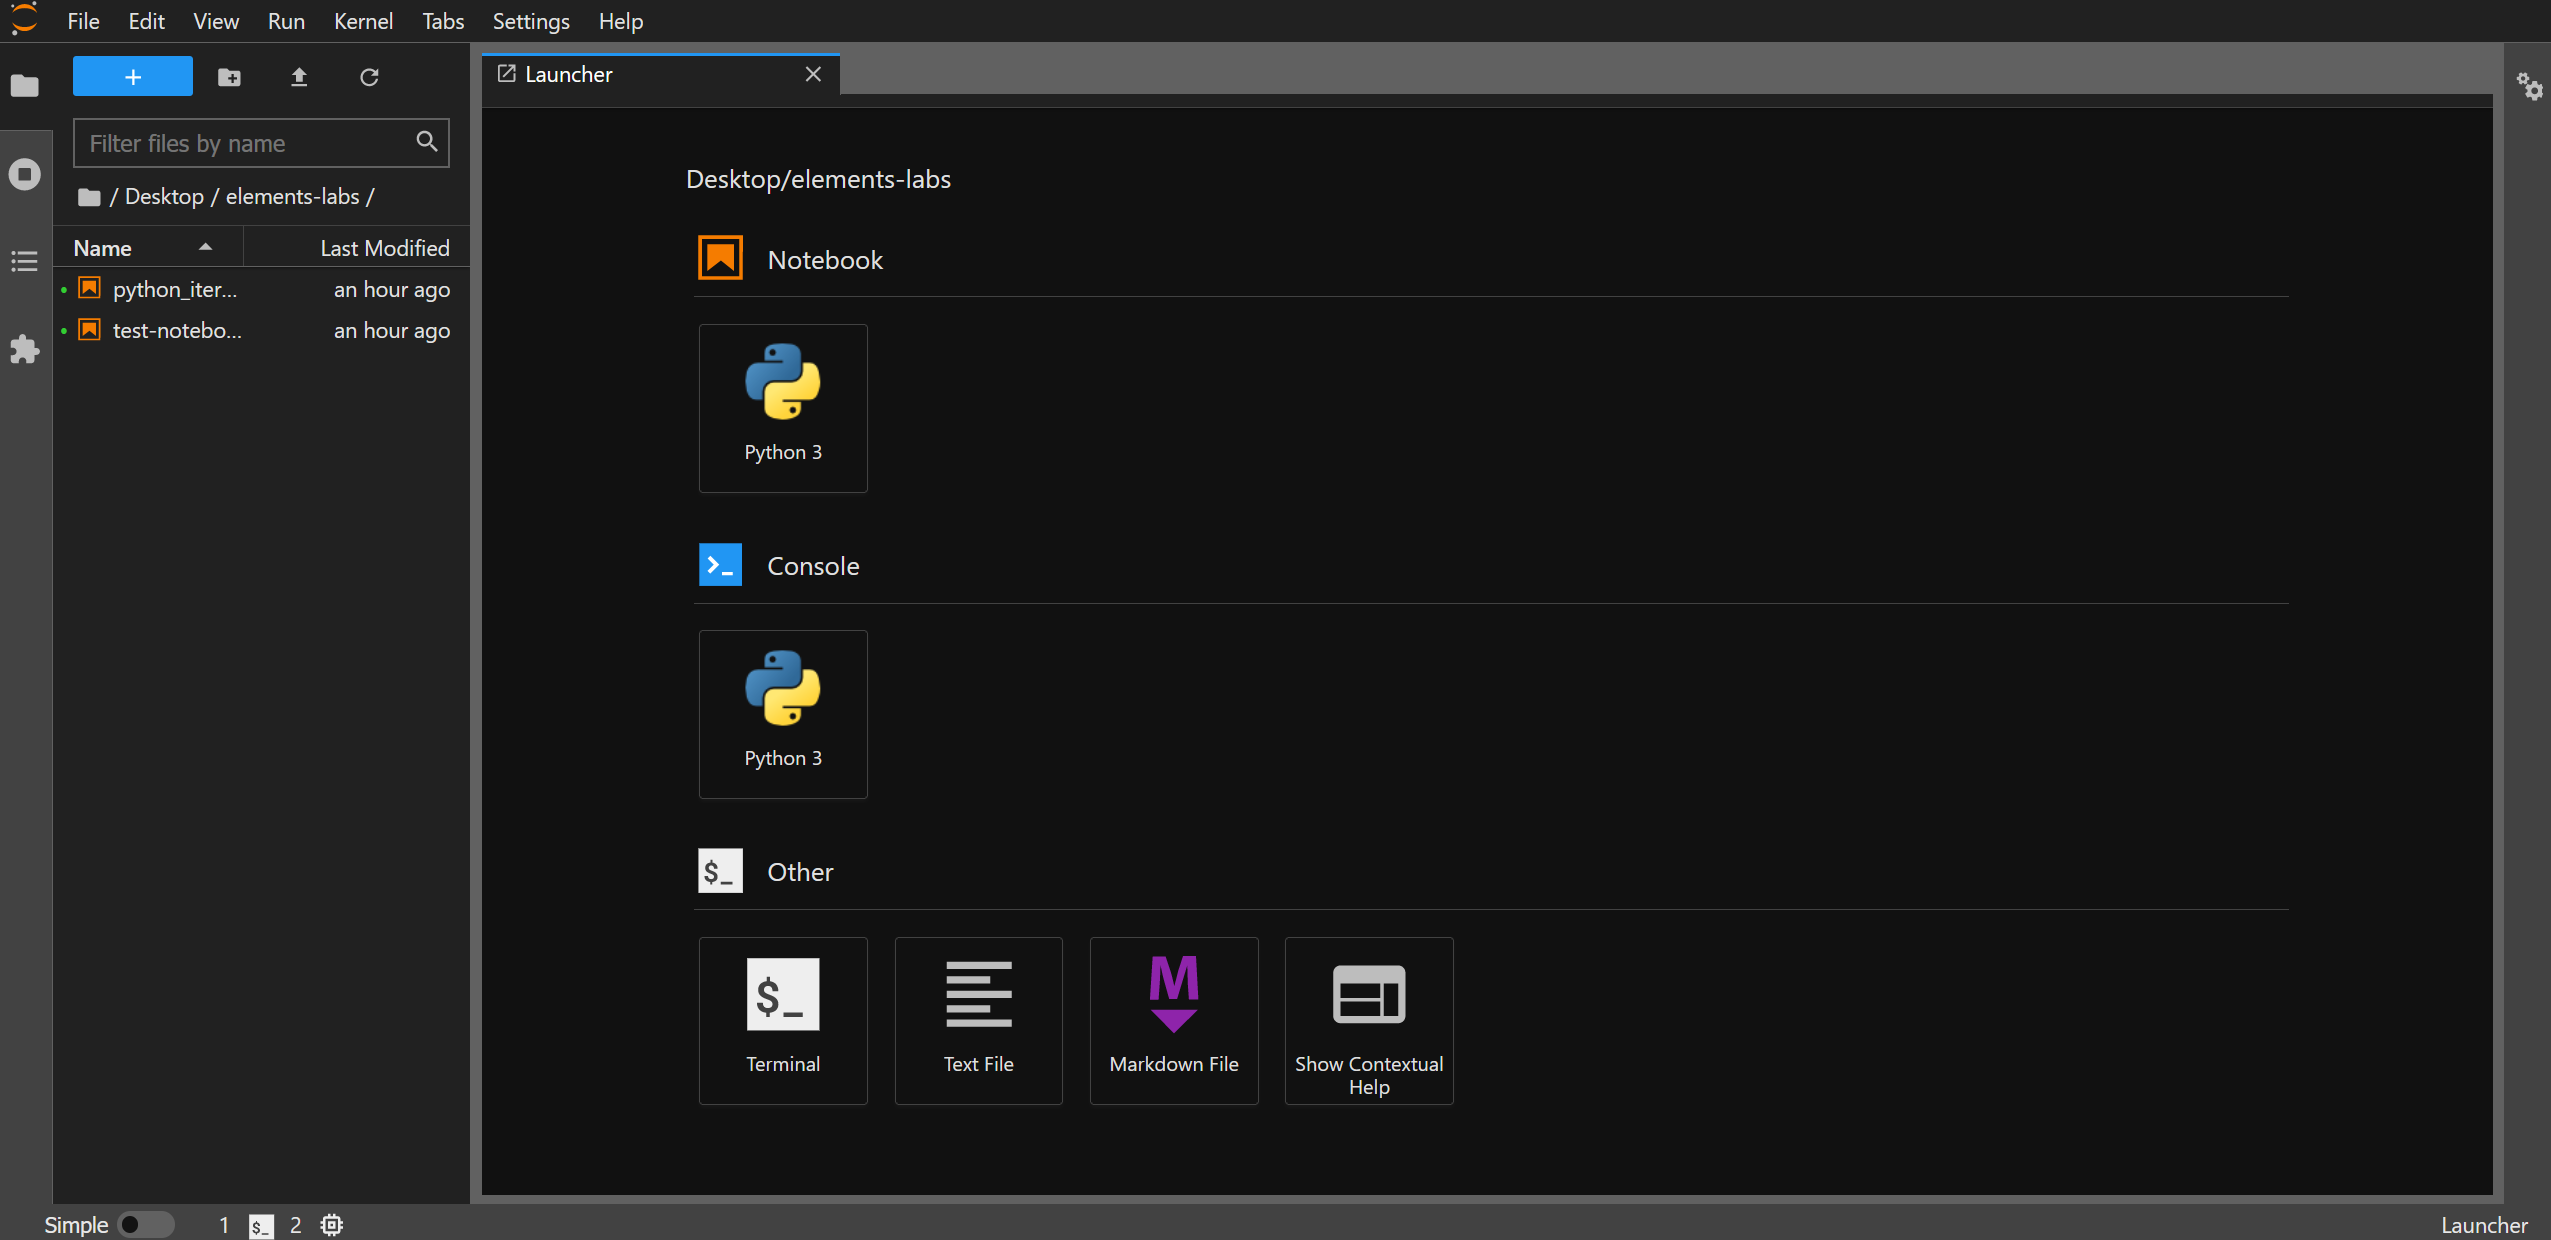 File Edit View Run Kernel Tabs Settings Help
+
Filter files by name
/ Desktop / elements-labs /
Name Last Modified
python_iter... an hour ago
test-notebo... an hour ago
Launcher
Desktop/elements-labs
Notebook
Python 3
>_ Console
Python 3
$_ Other
$_
Terminal
Text File
M
Markdown File
Show Contextual
Help
Simple 1 $_ 2
Launcher